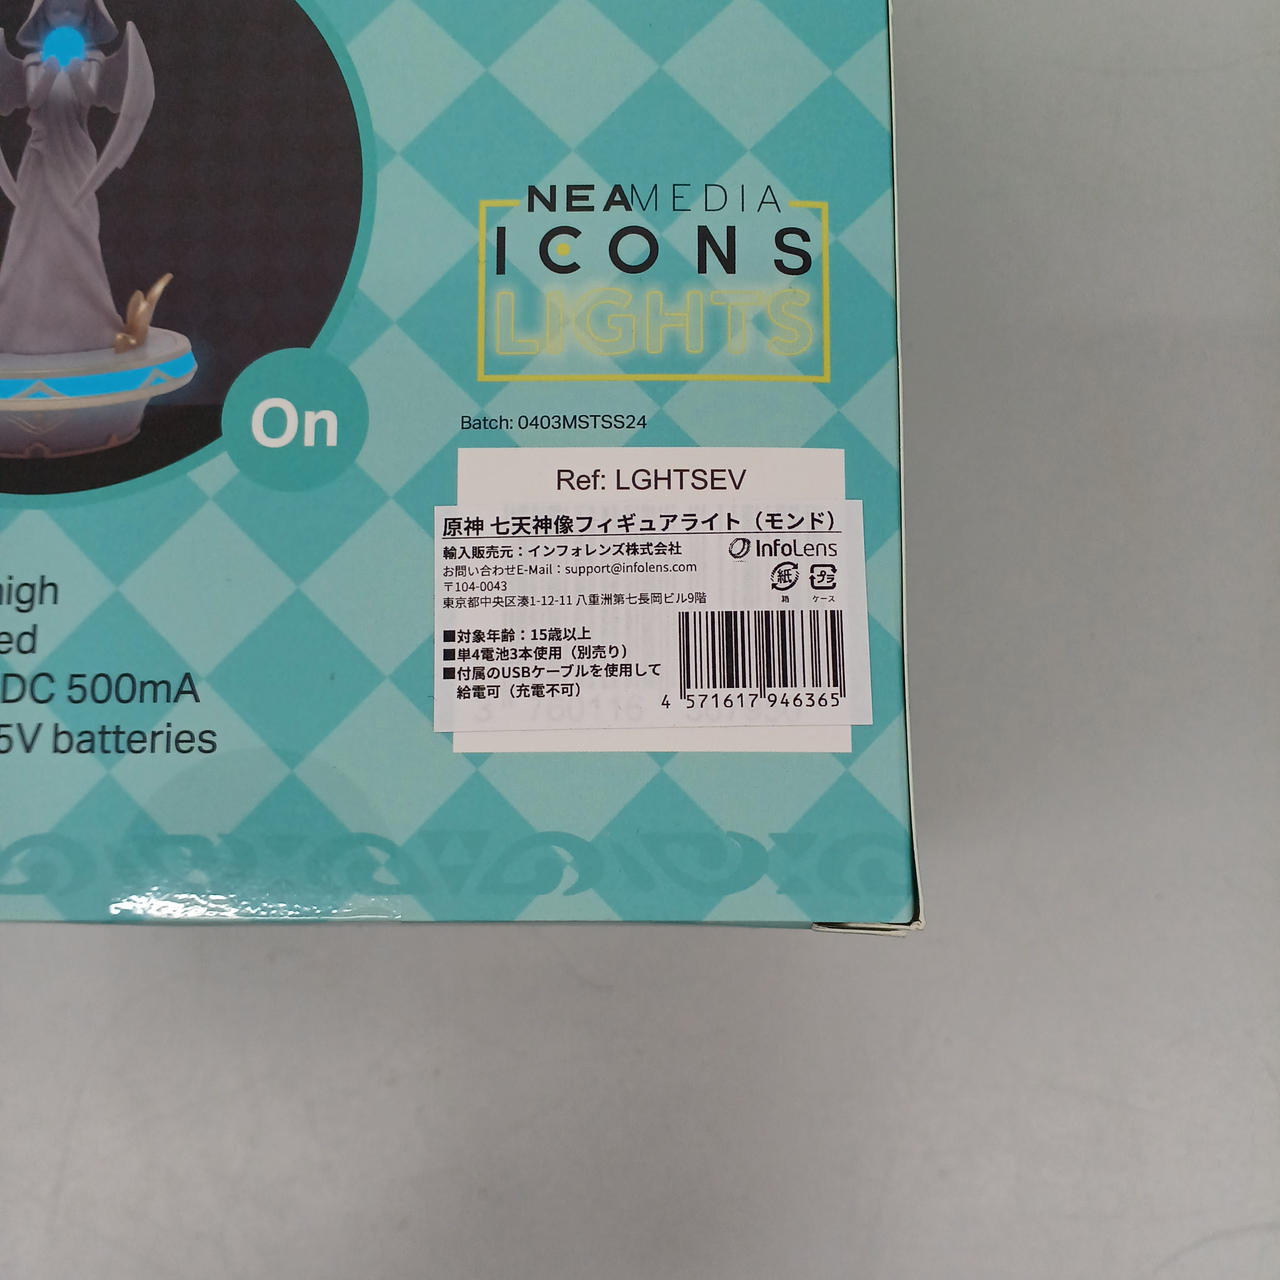 NEAMEDIA
ICONS
LIGHTS
On
Batch: 0403MSTSS24
Ref: LGHTSEV
原神 七天神像フィギュアライト（モンド）
輸入販売元：インフォレンズ株式会社
InfoLens
お問い合わせE-Mail：support@infolens.com
〒104-0043
東京都中央区湊1-12-11 八重洲第七長岡ビル9階
紙
プラ
箱
ケース
■対象年齢：15歳以上
■単4電池3本使用（別売り）
■付属のUSBケーブルを使用して
給電可（充電不可）
4 571617 946365
high
DC 500mA
5V batteries